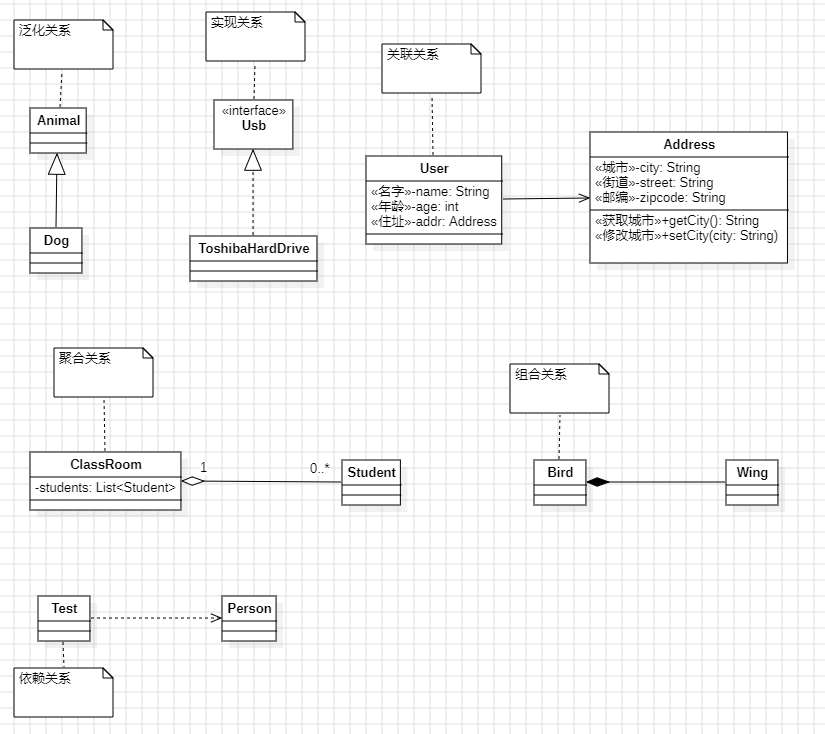 泛化关系
Animal
Dog
实现关系
«interface»
Usb
ToshibaHardDrive
关联关系
User
«名字»-name: String
«年龄»-age: int
«住址»-addr: Address
Address
«城市»-city: String
«街道»-street: String
«邮编»-zipcode: String
«获取城市»+getCity(): String
«修改城市»+setCity(city: String)
聚合关系
ClassRoom
-students: List<Student>
1
0..*
Student
组合关系
Bird
Wing
Test
Person
依赖关系